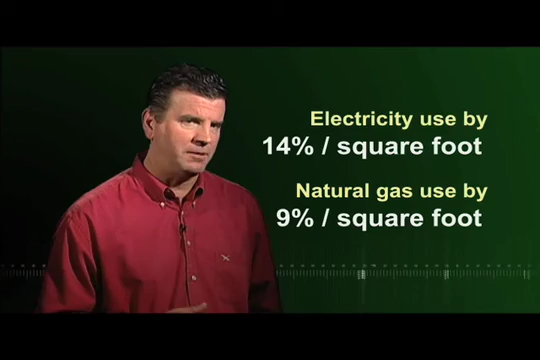 Electricity use by
14% / square foot
Natural gas use by
9% / square foot